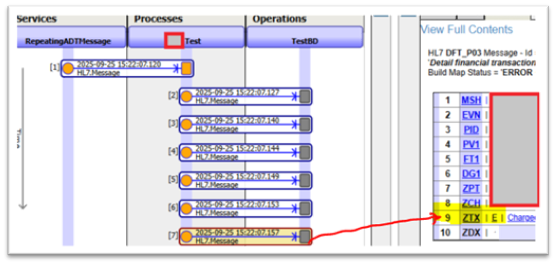 Services Processes Operations
RepeatingADTMessage Test TestBD
[1] 2025-09-25 15:22:07.120
HL7.Message
[2] 2025-09-25 15:22:07.127
HL7.Message
[3] 2025-09-25 15:22:07.140
HL7.Message
[4] 2025-09-25 15:22:07.144
HL7.Message
[5] 2025-09-25 15:22:07.149
HL7.Message
[6] 2025-09-25 15:22:07.153
HL7.Message
[7] 2025-09-25 15:22:07.157
HL7.Message
Time
View Full Contents
HL7 DFT_P03 Message - Id
'Detail financial transaction
Build Map Status = 'ERROR
1 MSH |
2 EVN |
3 PID |
4 PV1 |
5 FT1 |
6 DG1 |
7 ZPT |
8 ZCH |
9 ZTX | E | Charged
10 ZDX |